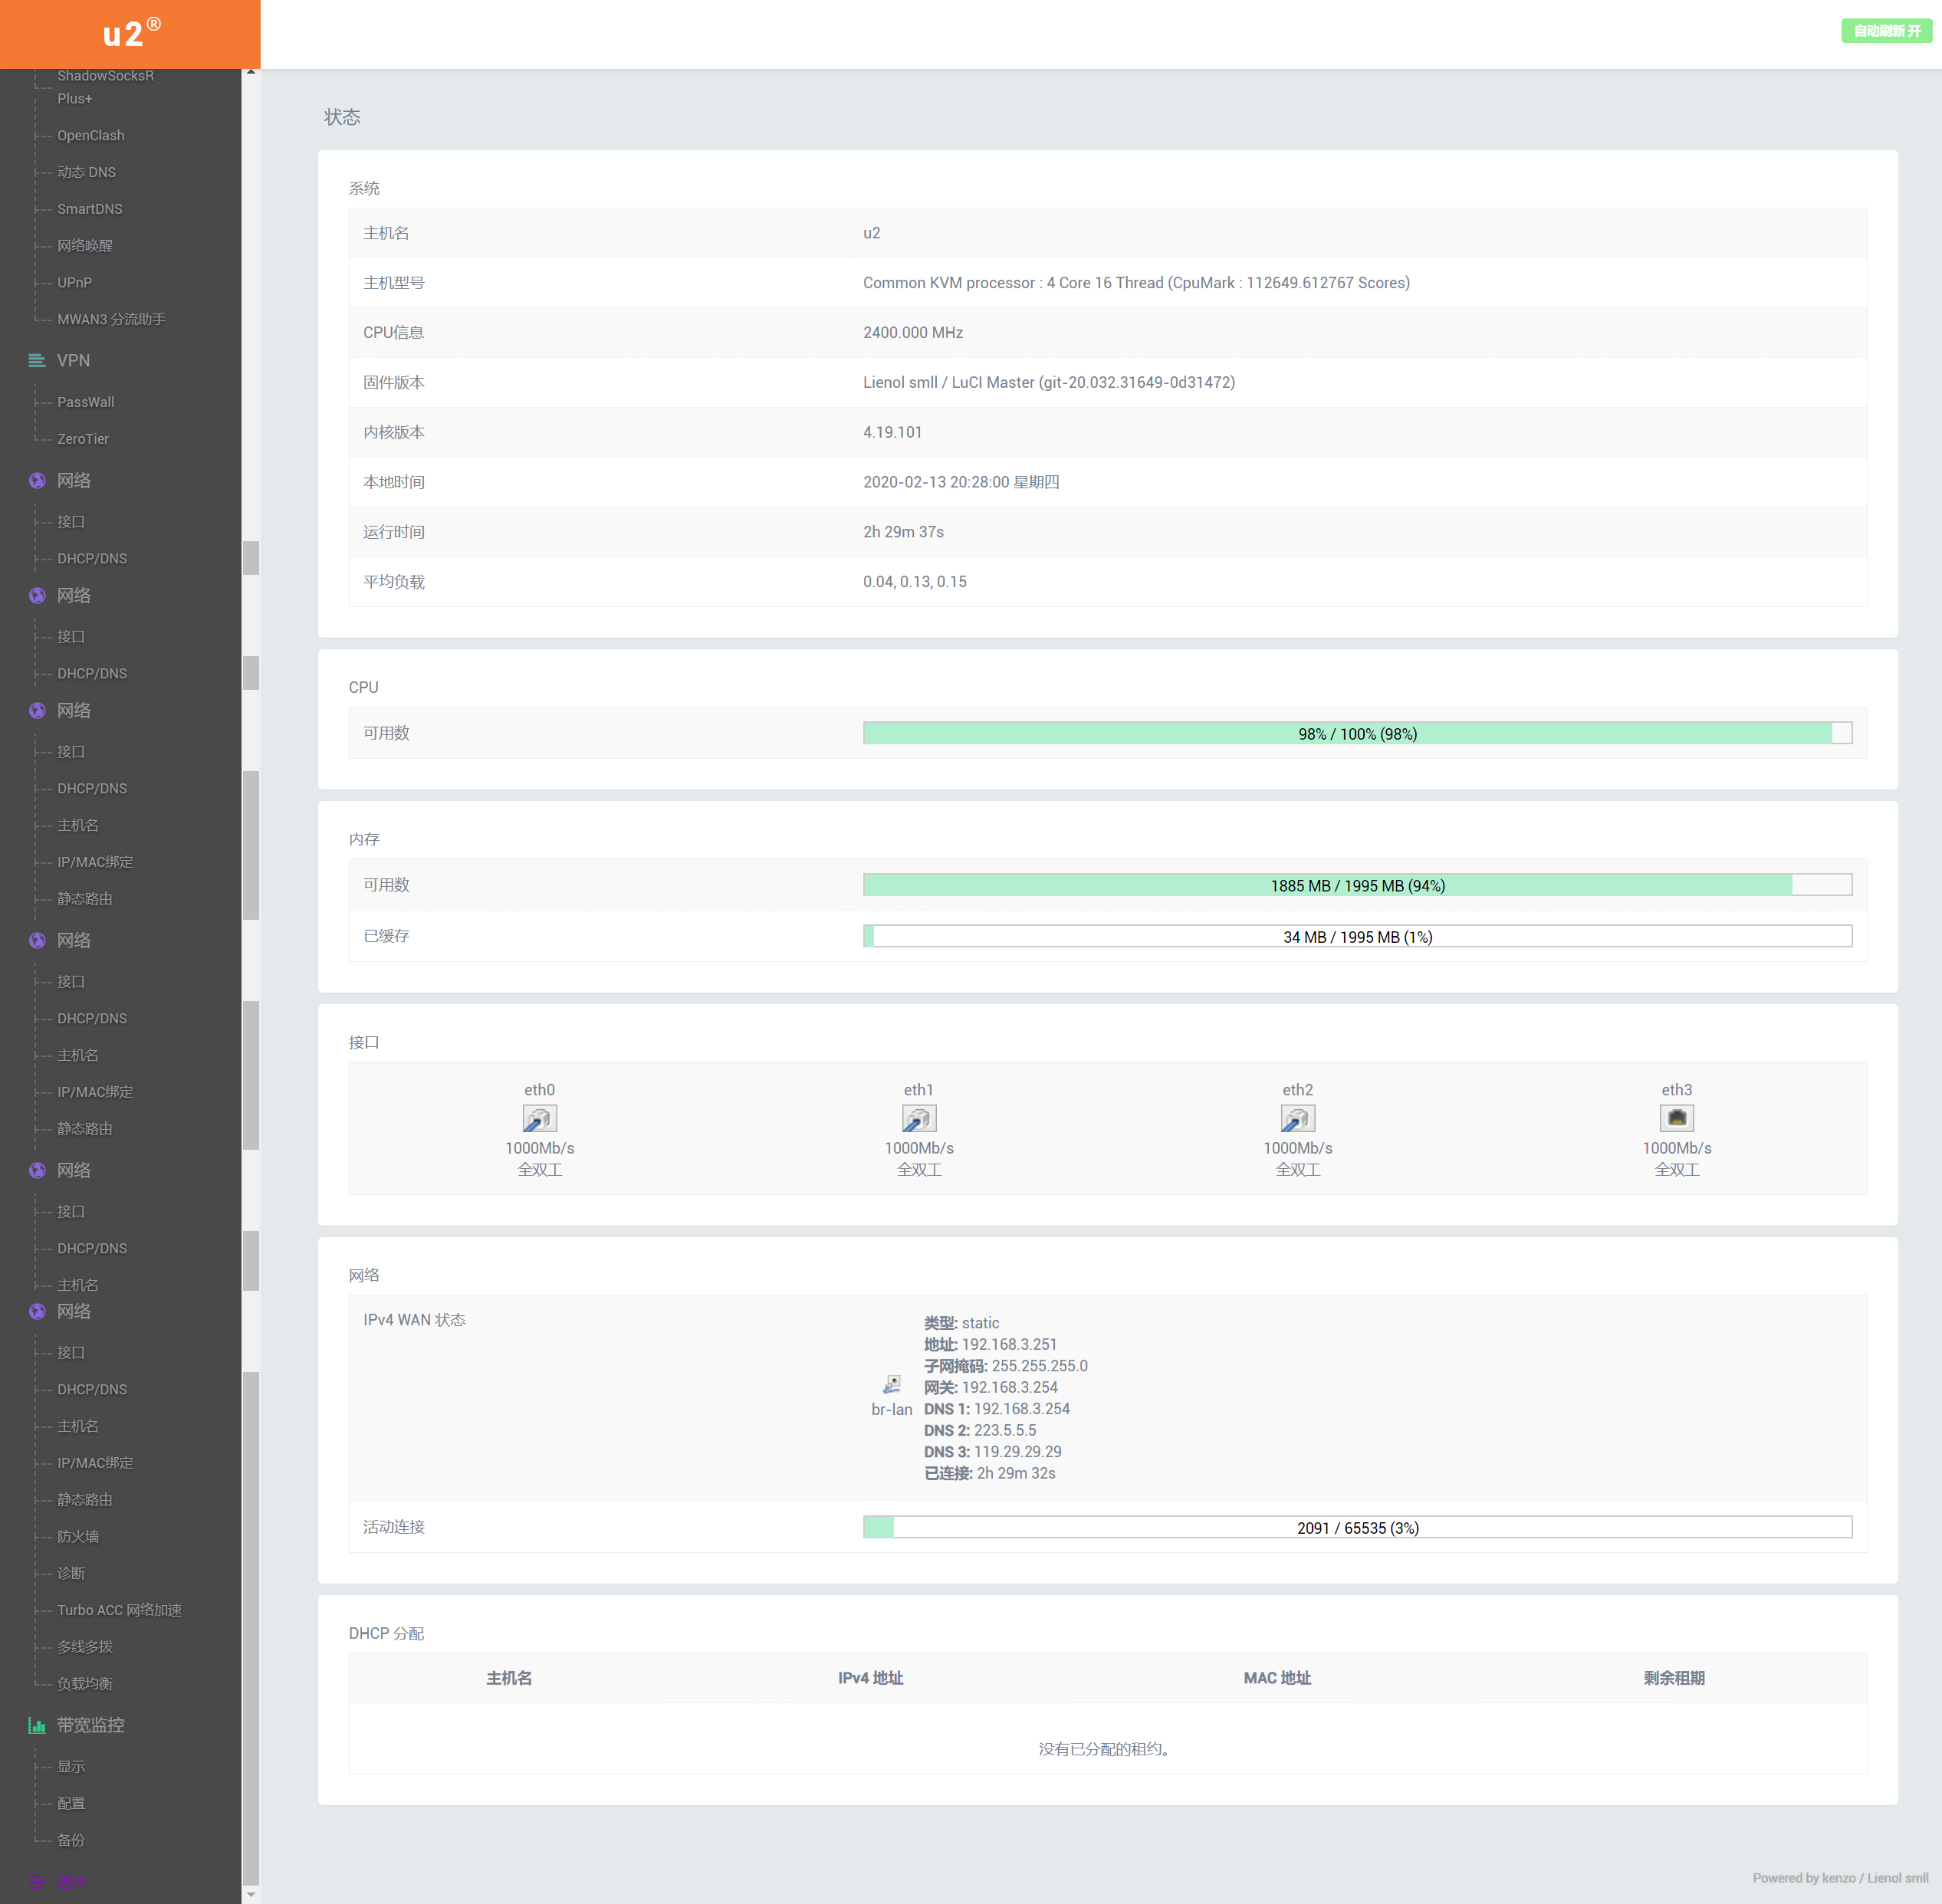 u2®
自动刷新 开
ShadowSocksR
Plus+
OpenClash
动态 DNS
SmartDNS
网络唤醒
UPnP
MWAN3 分流助手
VPN
PassWall
ZeroTier
网络
接口
DHCP/DNS
网络
接口
DHCP/DNS
网络
接口
DHCP/DNS
主机名
IP/MAC绑定
静态路由
网络
接口
DHCP/DNS
主机名
IP/MAC绑定
静态路由
网络
接口
DHCP/DNS
主机名
网络
接口
DHCP/DNS
主机名
IP/MAC绑定
静态路由
防火墙
诊断
Turbo ACC 网络加速
多线多拨
负载均衡
带宽监控
显示
配置
备份
状态
系统
主机名 u2
主机型号 Common KVM processor : 4 Core 16 Thread (CpuMark : 112649.612767 Scores)
CPU信息 2400.000 MHz
固件版本 Lienol smll / LuCI Master (git-20.032.31649-0d31472)
内核版本 4.19.101
本地时间 2020-02-13 20:28:00 星期四
运行时间 2h 29m 37s
平均负载 0.04, 0.13, 0.15
CPU
可用数 98% / 100% (98%)
内存
可用数 1885 MB / 1995 MB (94%)
已缓存 34 MB / 1995 MB (1%)
接口
eth0 eth1 eth2 eth3
1000Mb/s 1000Mb/s 1000Mb/s 1000Mb/s
全双工 全双工 全双工 全双工
网络
IPv4 WAN 状态
br-lan
类型: static
地址: 192.168.3.251
子网掩码: 255.255.255.0
网关: 192.168.3.254
DNS 1: 192.168.3.254
DNS 2: 223.5.5.5
DNS 3: 119.29.29.29
已连接: 2h 29m 32s
活动连接 2091 / 65535 (3%)
DHCP 分配
主机名 IPv4 地址 MAC 地址 剩余租期
没有已分配的租约。
Powered by kenzo / Lienol smll